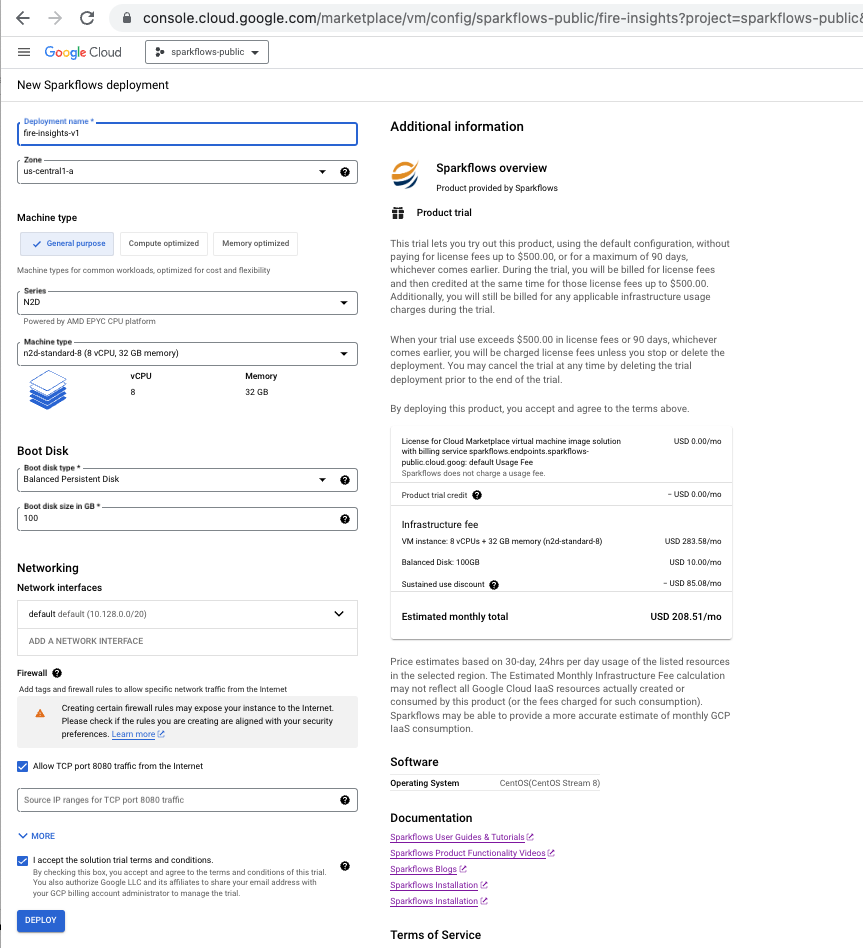 console.cloud.google.com/marketplace/vm/config/sparkflows-public/fire-insights?project=sparkflows-public
Google Cloud
sparkflows-public
New Sparkflows deployment
Deployment name *
fire-insights-v1
Zone
us-central1-a
Machine type
General purpose
Compute optimized
Memory optimized
Machine types for common workloads, optimized for cost and flexibility
Series
N2D
Powered by AMD EPYC CPU platform
Machine type
n2d-standard-8 (8 vCPU, 32 GB memory)
vCPU
Memory
8
32 GB
Boot Disk
Boot disk type *
Balanced Persistent Disk
Boot disk size in GB *
100
Networking
Network interfaces
default default (10.128.0.0/20)
ADD A NETWORK INTERFACE
Firewall
Add tags and firewall rules to allow specific network traffic from the Internet
Creating certain firewall rules may expose your instance to the Internet.
Please check if the rules you are creating are aligned with your security
preferences. Learn more
Allow TCP port 8080 traffic from the Internet
Source IP ranges for TCP port 8080 traffic
MORE
I accept the solution trial terms and conditions.
By checking this box, you accept and agree to the terms and conditions of this trial.
You also authorize Google LLC and its affiliates to share your email address with
your GCP billing account administrator to manage the trial.
DEPLOY
Additional information
Sparkflows overview
Product provided by Sparkflows
Product trial
This trial lets you try out this product, using the default configuration, without
paying for license fees up to $500.00, or for a maximum of 90 days,
whichever comes earlier. During the trial, you will be billed for license fees
and then credited at the same time for those license fees up to $500.00.
Additionally, you will still be billed for any applicable infrastructure usage
charges during the trial.
When your trial use exceeds $500.00 in license fees or 90 days, whichever
comes earlier, you will be charged license fees unless you stop or delete the
deployment. You may cancel the trial at any time by deleting the trial
deployment prior to the end of the trial.
By deploying this product, you accept and agree to the terms above.
License for Cloud Marketplace virtual machine image solution
with billing service sparkflows.endpoints.sparkflows-
public.cloud.goog: default Usage Fee
USD 0.00/mo
Sparkflows does not charge a usage fee.
Product trial credit
− USD 0.00/mo
Infrastructure fee
VM instance: 8 vCPUs + 32 GB memory (n2d-standard-8)
USD 283.58/mo
Balanced Disk: 100GB
USD 10.00/mo
Sustained use discount
− USD 85.08/mo
Estimated monthly total
USD 208.51/mo
Price estimates based on 30-day, 24hrs per day usage of the listed resources
in the selected region. The Estimated Monthly Infrastructure Fee calculation
may not reflect all Google Cloud IaaS resources actually created or
consumed by this product (or the fees charged for such consumption).
Sparkflows may be able to provide a more accurate estimate of monthly GCP
IaaS consumption.
Software
Operating System
CentOS(CentOS Stream 8)
Documentation
Sparkflows User Guides & Tutorials
Sparkflows Product Functionality Videos
Sparkflows Blogs
Sparkflows Installation
Sparkflows Installation
Terms of Service